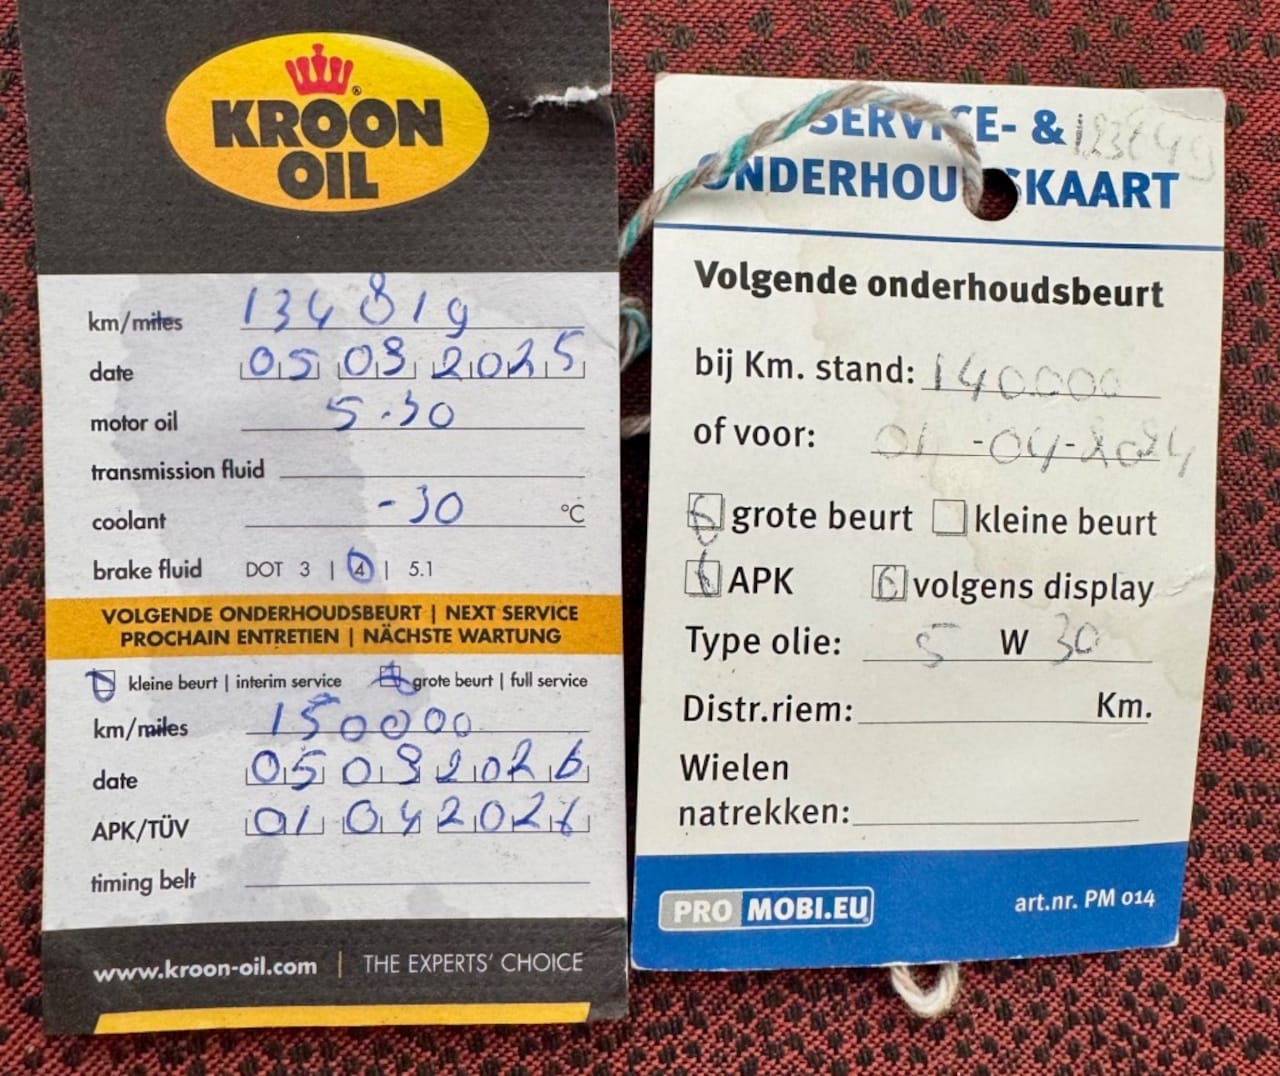 KROON
OIL
km/miles 134819
date 05 03 2025
motor oil 5-30
transmission fluid
coolant -30 °C
brake fluid DOT 3 | 4 | 5.1
VOLGENDE ONDERHOUDSBEURT | NEXT SERVICE
PROCHAIN ENTRETIEN | NÄCHSTE WARTUNG
kleine beurt | interim service grote beurt | full service
km/miles 150000
date 05 03 2026
APK/TÜV 01 04
timing belt
www.kroon-oil.com | THE EXPERTS' CHOICE
SERVICE- &
ONDERHOUDSKAART
Volgende onderhoudsbeurt
bij Km. stand: 140.000
of voor: 01-04-2024
grote beurt kleine beurt
APK volgens display
Type olie: 5 W 30
Distr.riem: Km.
Wielen
natrekken:
PRO MOBI.EU art.nr. PM 014